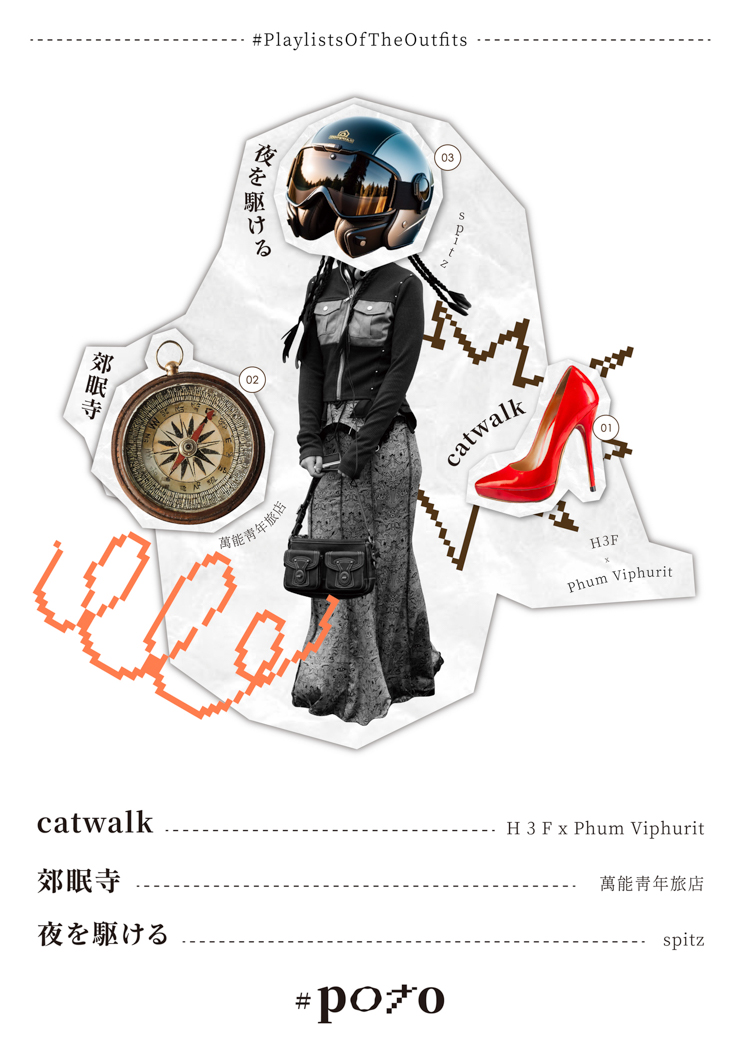 #PlaylistsOfTheOutfits
夜を駆ける
03
spitz
郊眠寺
02
catwalk
01
萬能青年旅店
H3F
x
Phum Viphurit
catwalk H 3 F x Phum Viphurit
郊眠寺 萬能青年旅店
夜を駆ける spitz